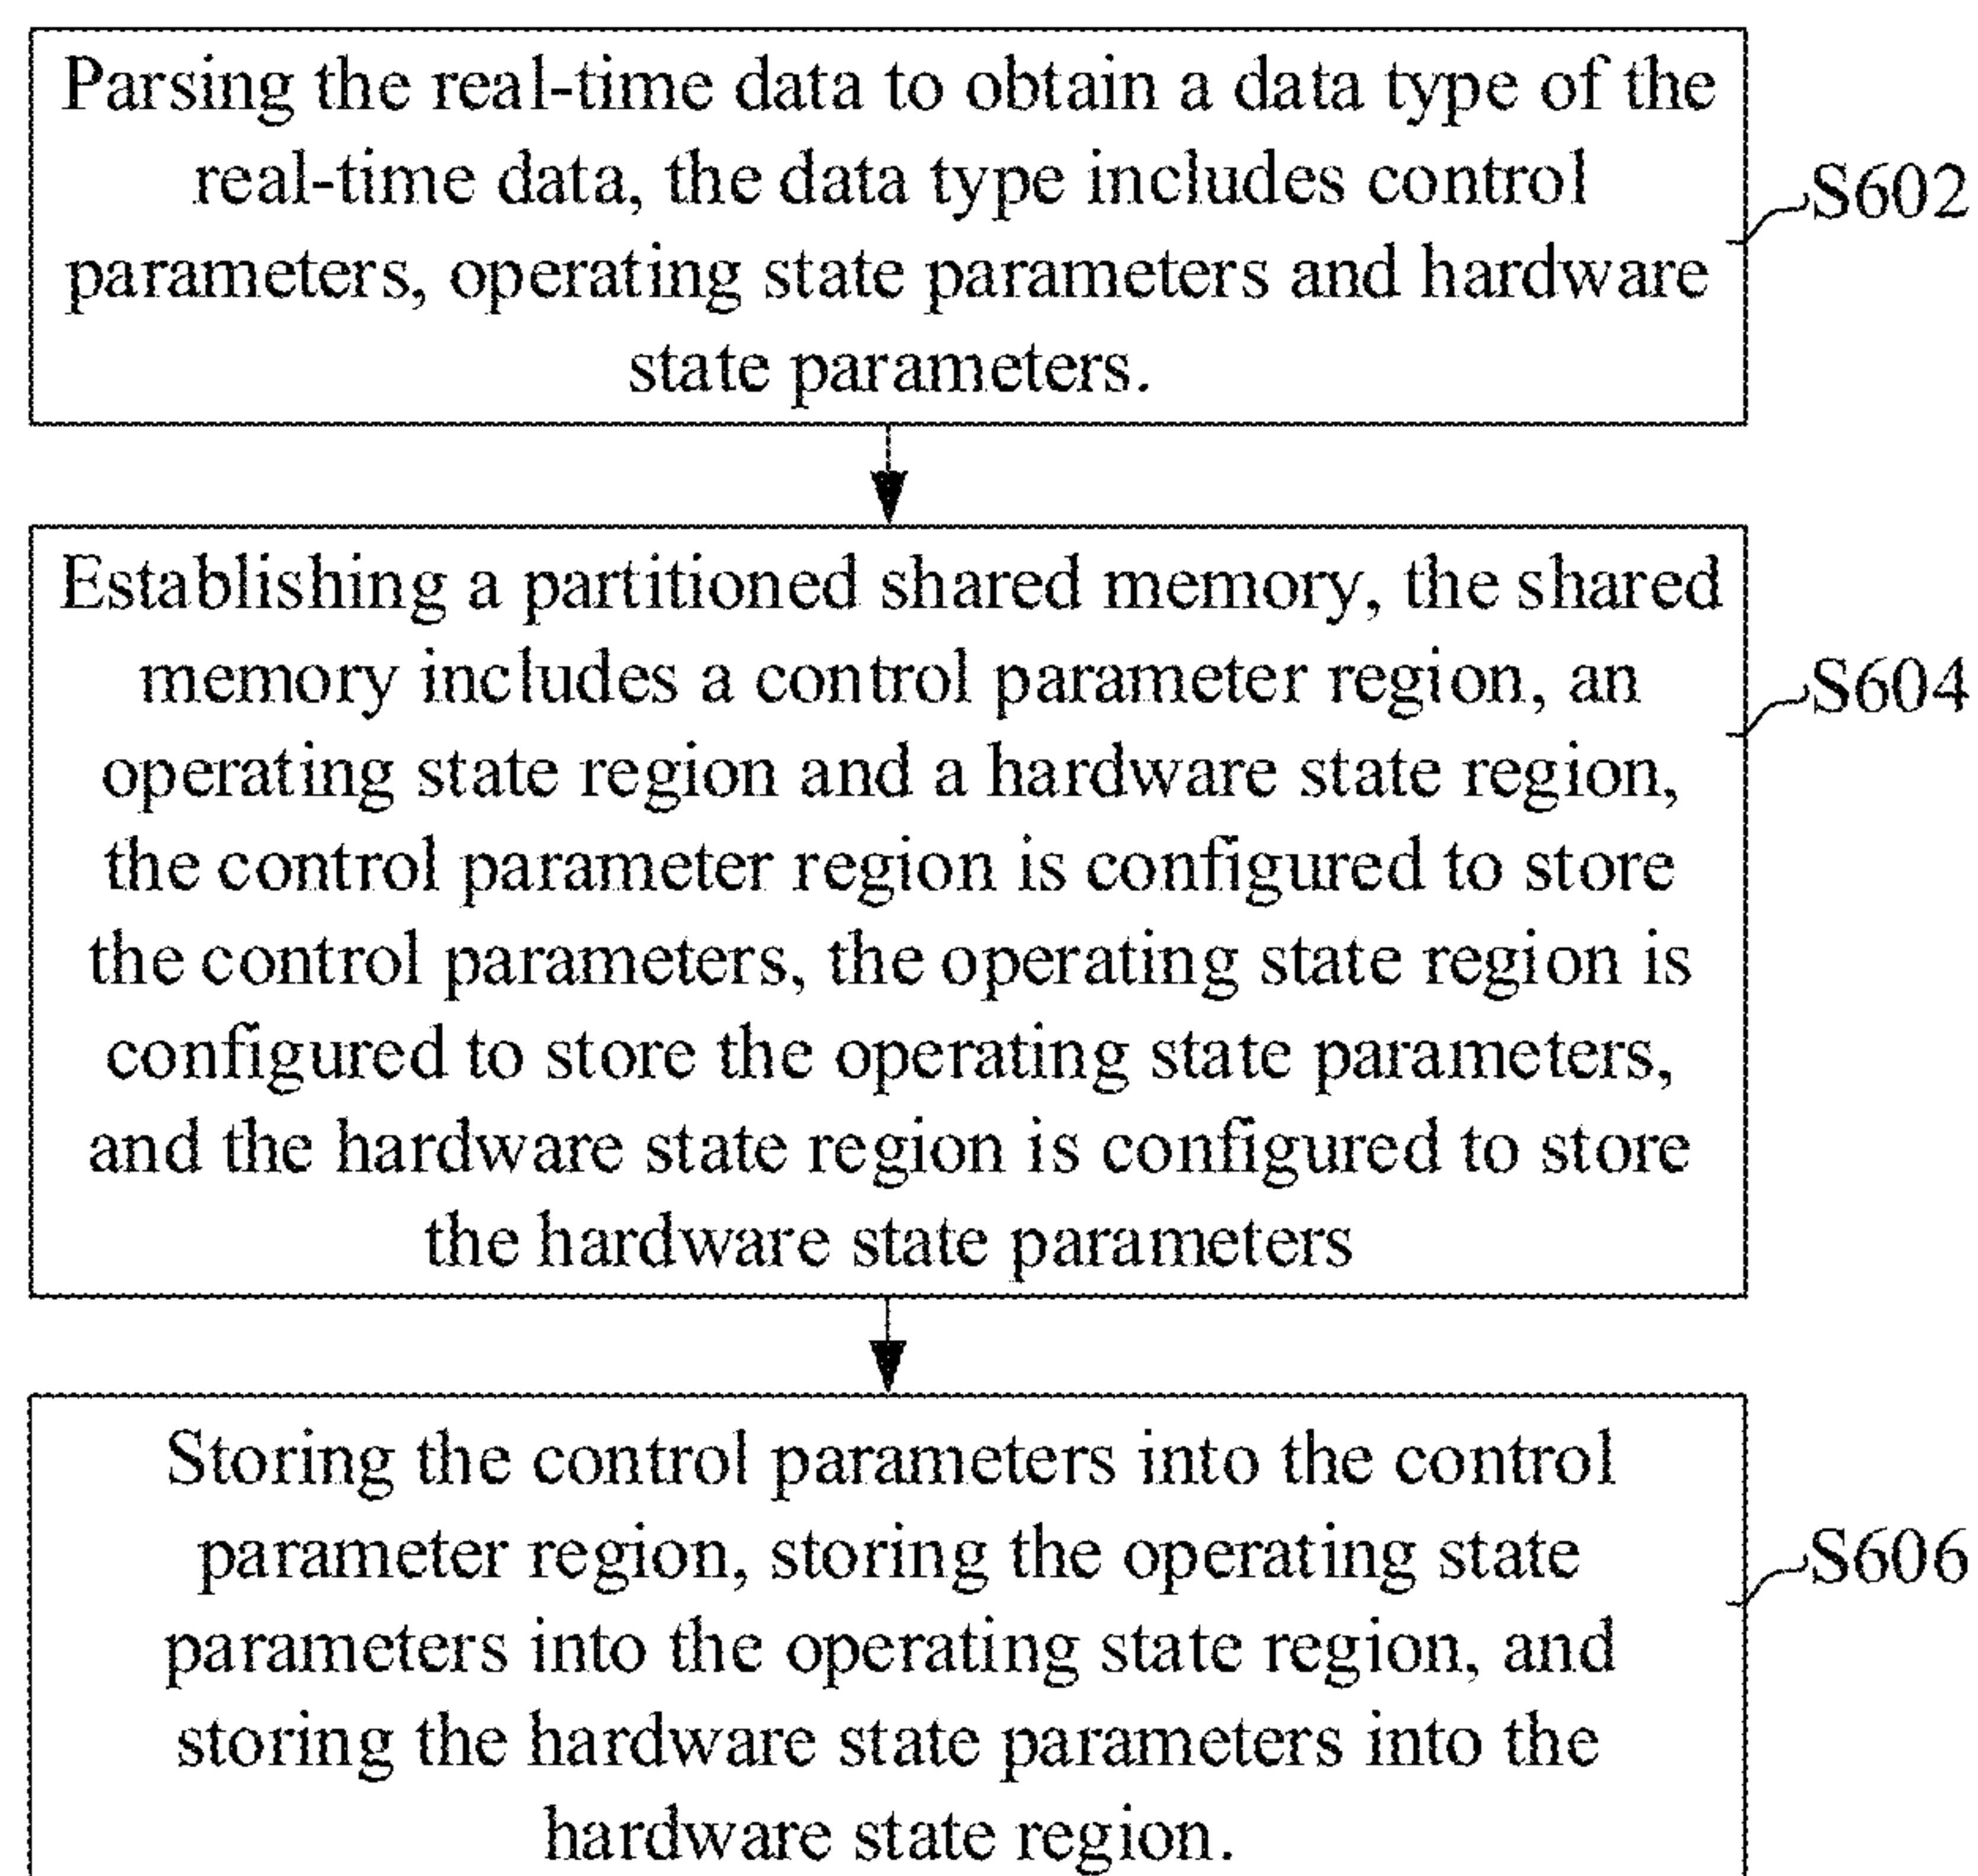 Parsing the real-time data to obtain a data type of the
real-time data, the data type includes control
parameters, operating state parameters and hardware
state parameters.
S602
Establishing a partitioned shared memory, the shared
memory includes a control parameter region, an
operating state region and a hardware state region,
the control parameter region is configured to store
the control parameters, the operating state region is
configured to store the operating state parameters,
and the hardware state region is configured to store
the hardware state parameters
S604
Storing the control parameters into the control
parameter region, storing the operating state
parameters into the operating state region, and
storing the hardware state parameters into the
hardware state region.
S606